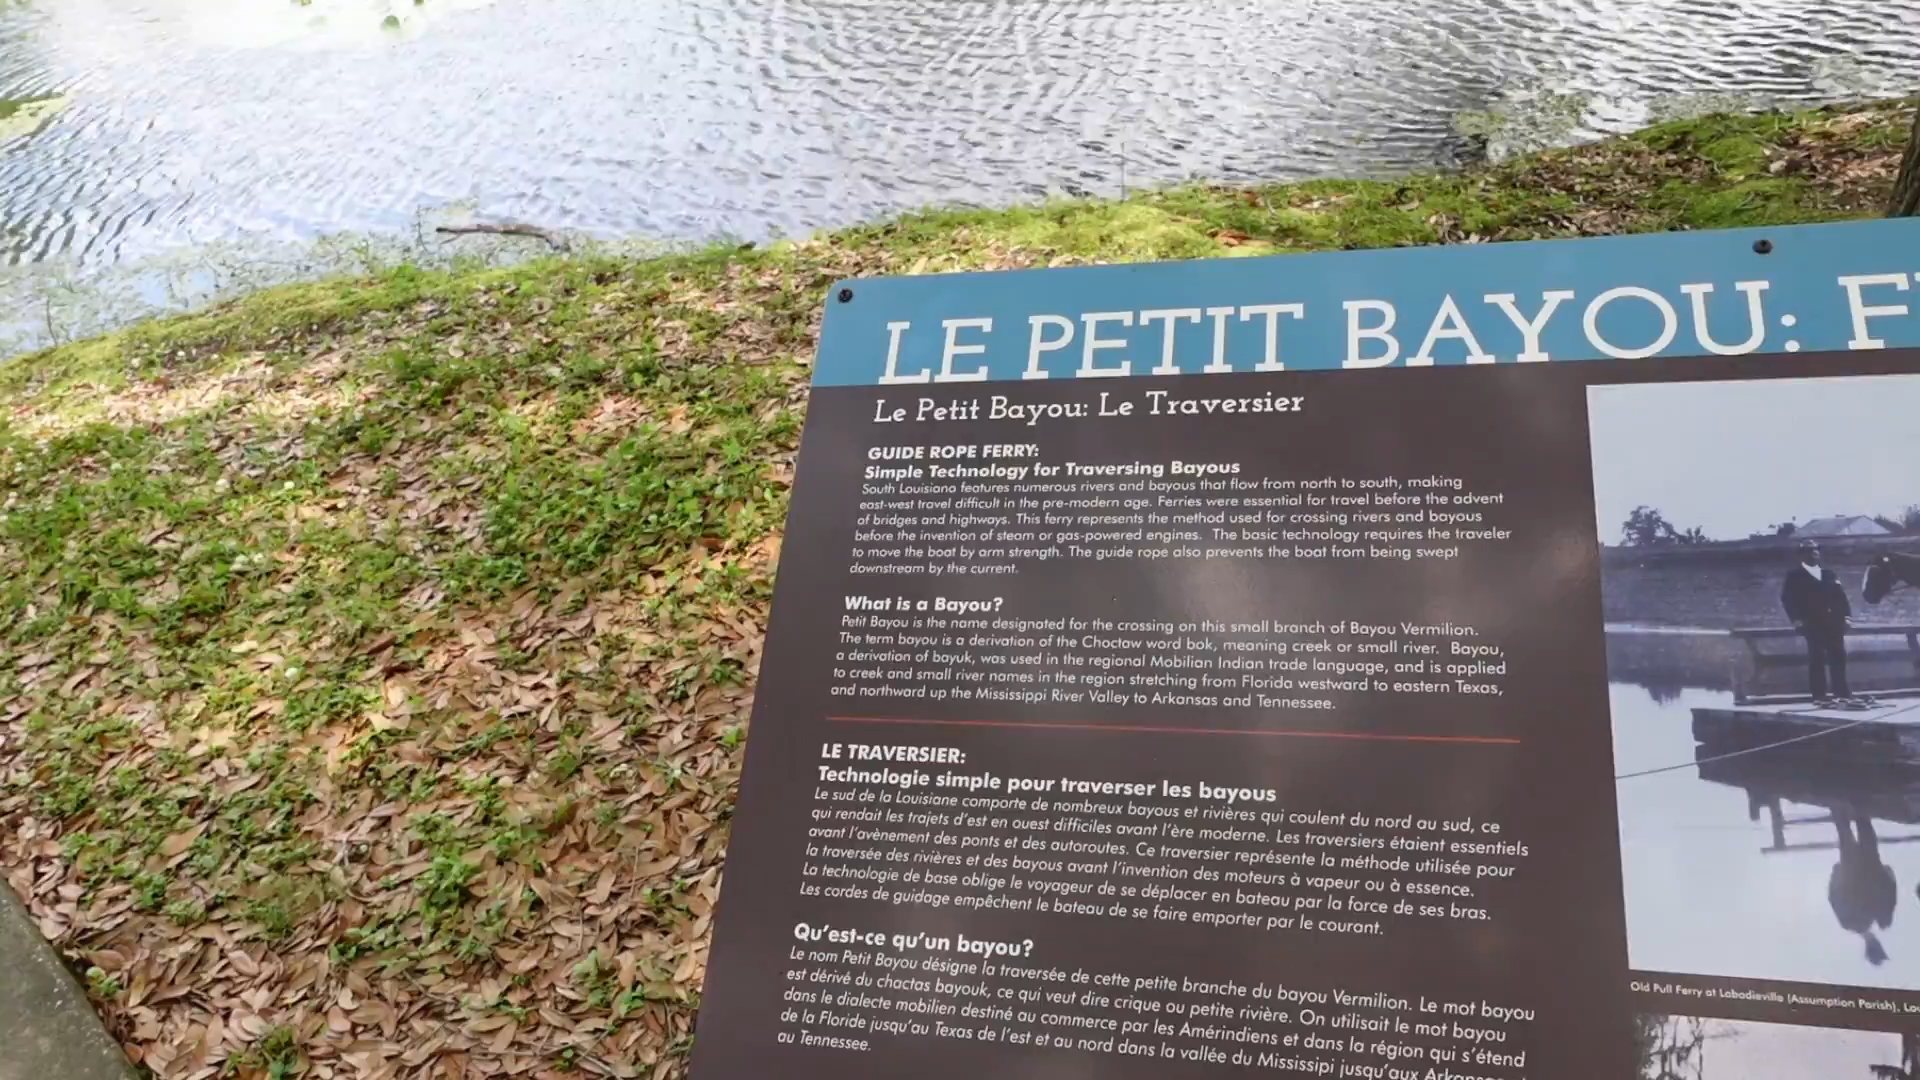 LE PETIT BAYOU: F
Le Petit Bayou: Le Traversier
GUIDE ROPE FERRY:
Simple Technology for Traversing Bayous
South Louisiana features numerous rivers and bayous that flow from north to south, making
east-west travel difficult in the pre-modern age. Ferries were essential for travel before the advent
of bridges and highways. This ferry represents the method used for crossing rivers and bayous
before the invention of steam or gas-powered engines. The basic technology requires the traveler
to move the boat by arm strength. The guide rope also prevents the boat from being swept
downstream by the current.
What is a Bayou?
Petit Bayou is the name designated for the crossing on this small branch of Bayou Vermilion.
The term bayou is a derivation of the Choctaw word bok, meaning creek or small river. Bayou,
a derivation of bayuk, was used in the regional Mobilian Indian trade language, and is applied
to creek and small river names in the region stretching from Florida westward to eastern Texas,
and northward up the Mississippi River Valley to Arkansas and Tennessee.
LE TRAVERSIER:
Technologie simple pour traverser les bayous
Le sud de la Louisiane comporte de nombreux bayous et rivières qui coulent du nord au sud, ce
qui rendait les trajets d'est en ouest difficiles avant l'ère moderne. Les traversiers étaient essentiels
avant l'avènement des ponts et des autoroutes. Ce traversier représente la méthode utilisée pour
la traversée des rivières et des bayous avant l'invention des moteurs à vapeur ou à essence.
La technologie de base oblige le voyageur de se déplacer en bateau par la force de ses bras.
Les cordes de guidage empêchent le bateau de se faire emporter par le courant.
Qu'est-ce qu'un bayou?
Le nom Petit Bayou désigne la traversée de cette petite branche du bayou Vermilion. Le mot bayou
est dérivé du chactas bayouk, ce qui veut dire crique ou petite rivière. On utilisait le mot bayou
dans le dialecte mobilien destiné au commerce par les Amérindiens et dans la région qui s'étend
de la Floride jusqu'au Texas de l'est et au nord dans la vallée du Mississipi jusqu'aux
au Tennessee.
Old Pull Ferry at Labadieville (Assumption Parish),